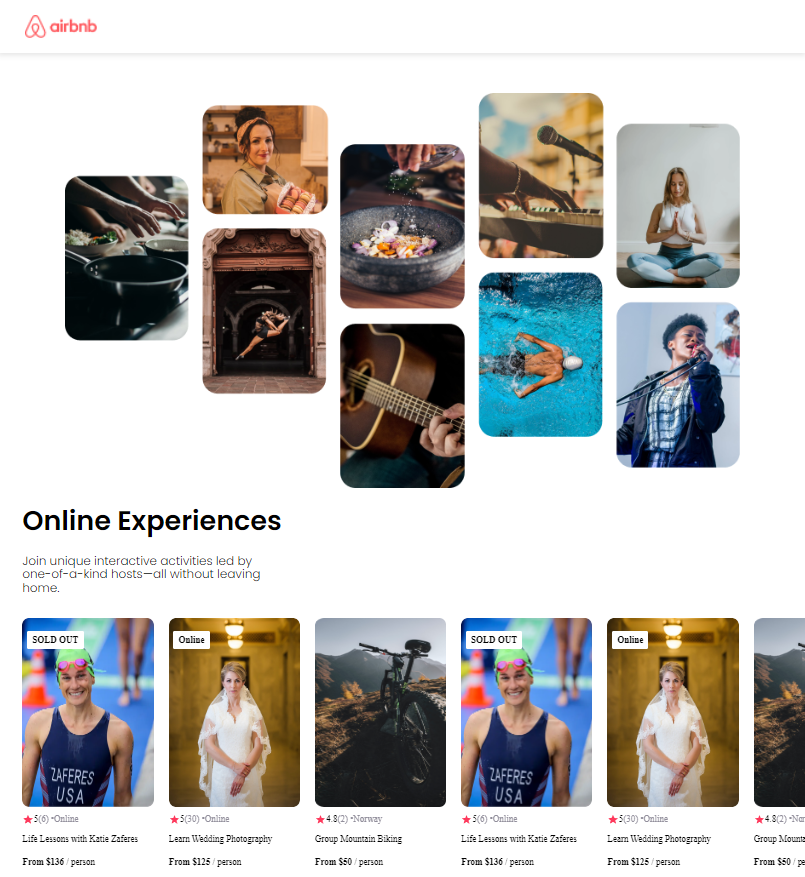 airbnb
Online Experiences
Join unique interactive activities led by
one-of-a-kind hosts—all without leaving
home.
SOLD OUT
Online
SOLD OUT
Online
ZAFERES
USA
ZAFERES
USA
5(6) •Online
5(30) •Online
4.8(2) •Norway
5(6) •Online
5(30) •Online
4.8(2) •Nor
Life Lessons with Katie Zaferes
Learn Wedding Photography
Group Mountain Biking
Life Lessons with Katie Zaferes
Learn Wedding Photography
Group Mounta
From $136 / person
From $125 / person
From $50 / person
From $136 / person
From $125 / person
From $50 / pe